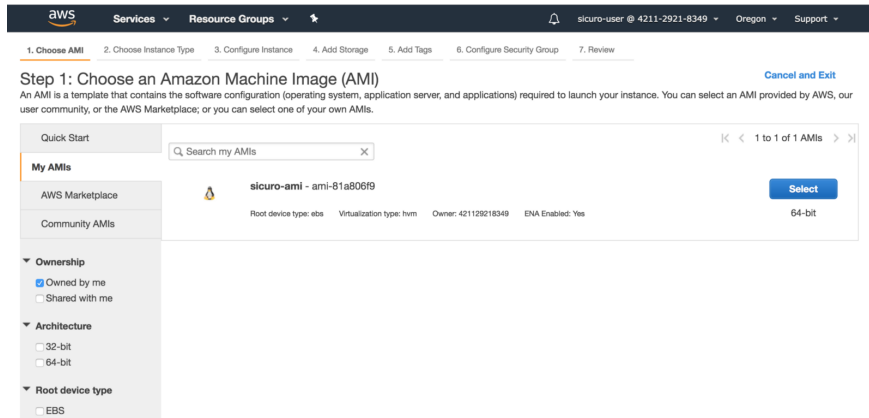 aws Services Resource Groups sicuro-user @ 4211-2921-8349 Oregon Support
1. Choose AMI 2. Choose Instance Type 3. Configure Instance 4. Add Storage 5. Add Tags 6. Configure Security Group 7. Review
Step 1: Choose an Amazon Machine Image (AMI)
Cancel and Exit
An AMI is a template that contains the software configuration (operating system, application server, and applications) required to launch your instance. You can select an AMI provided by AWS, our
user community, or the AWS Marketplace; or you can select one of your own AMIs.
Quick Start
My AMIs
AWS Marketplace
Community AMIs
Search my AMIs
1 to 1 of 1 AMIs
sicuro-ami - ami-81a806f9
Root device type: ebs Virtualization type: hvm Owner: 421129218349 ENA Enabled: Yes
Select
64-bit
Ownership
Owned by me
Shared with me
Architecture
32-bit
64-bit
Root device type
EBS